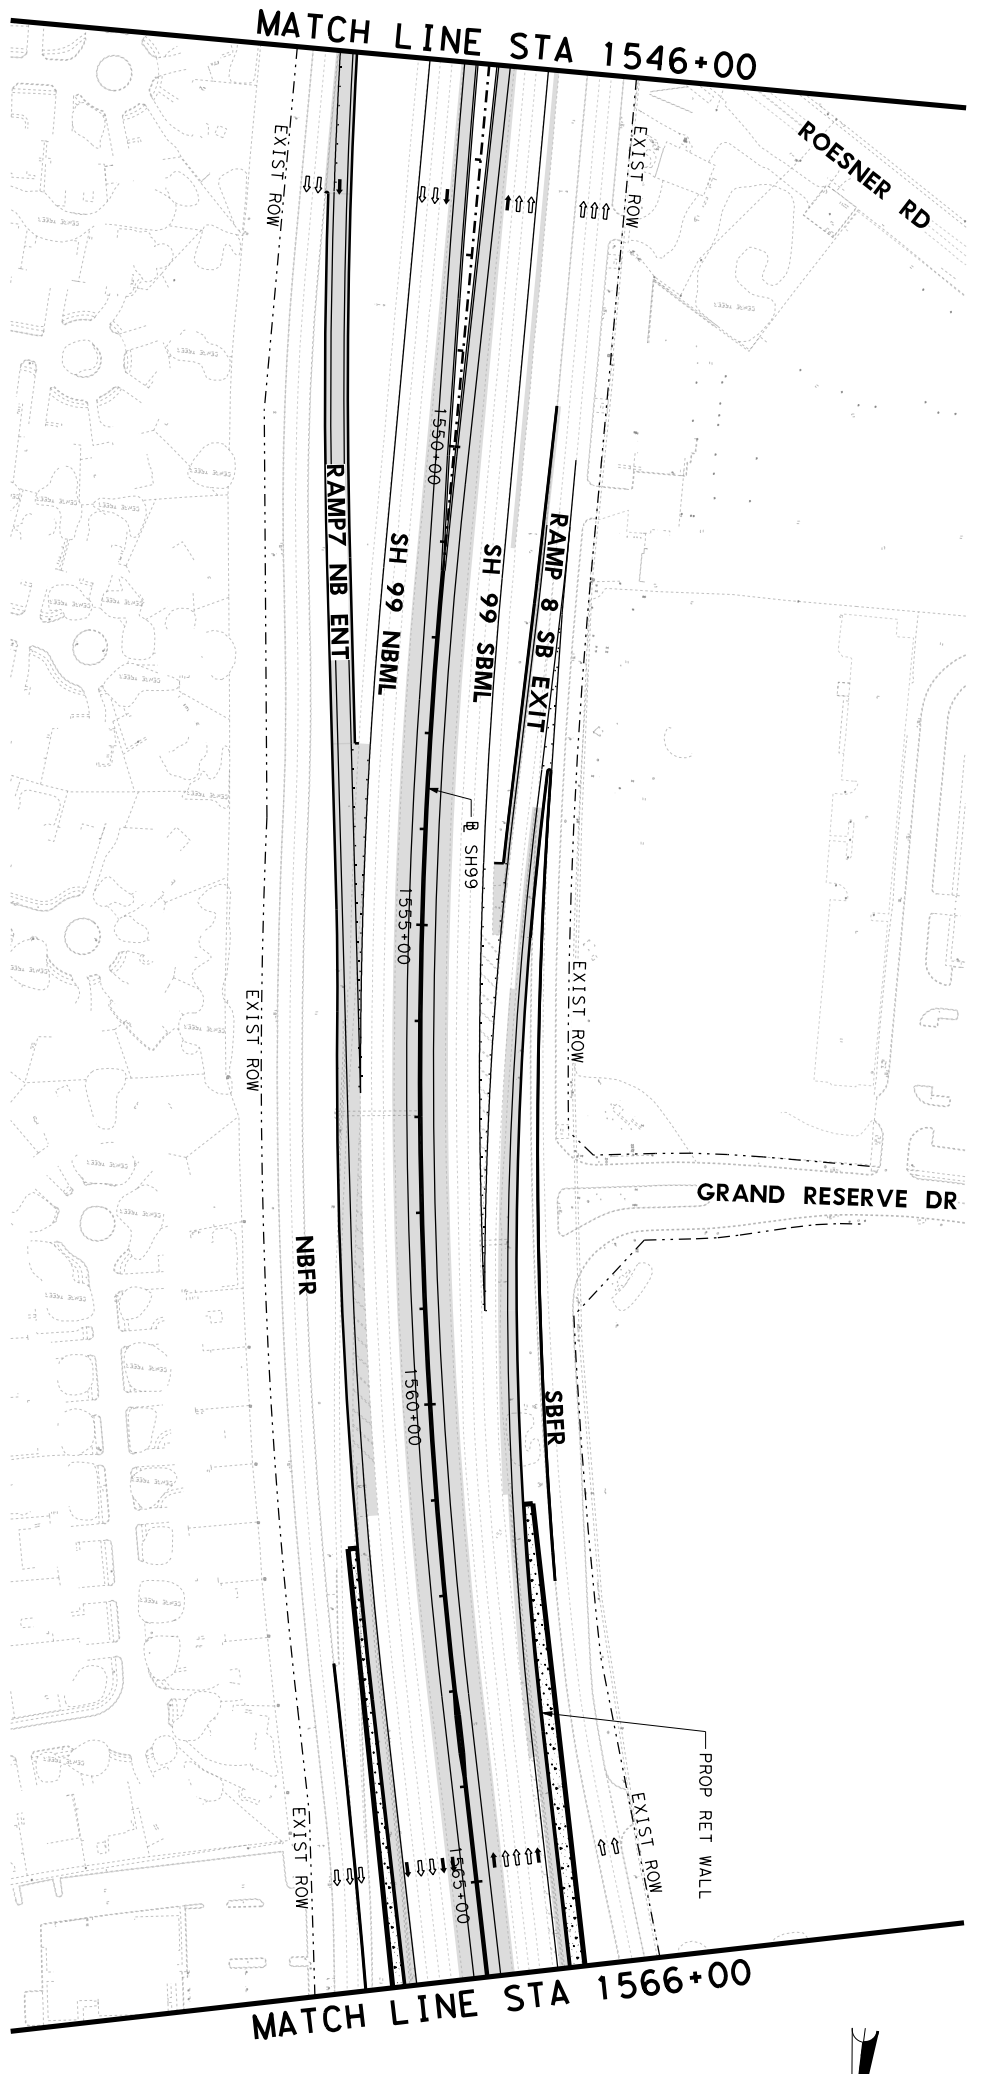 MATCH LINE STA 1546+00
EXIST ROW
EXIST ROW
ROESNER RD
1550+00
RAMP7 NB ENT
SH 99 NBML
SH 99 SBML
RAMP 8 SB EXIT
BL SH99
1555+00
EXIST ROW
EXIST ROW
GRAND RESERVE DR
NBFR
1560+00
SBFR
PROP RET WALL
EXIST ROW
EXIST ROW
1565+00
MATCH LINE STA 1566+00